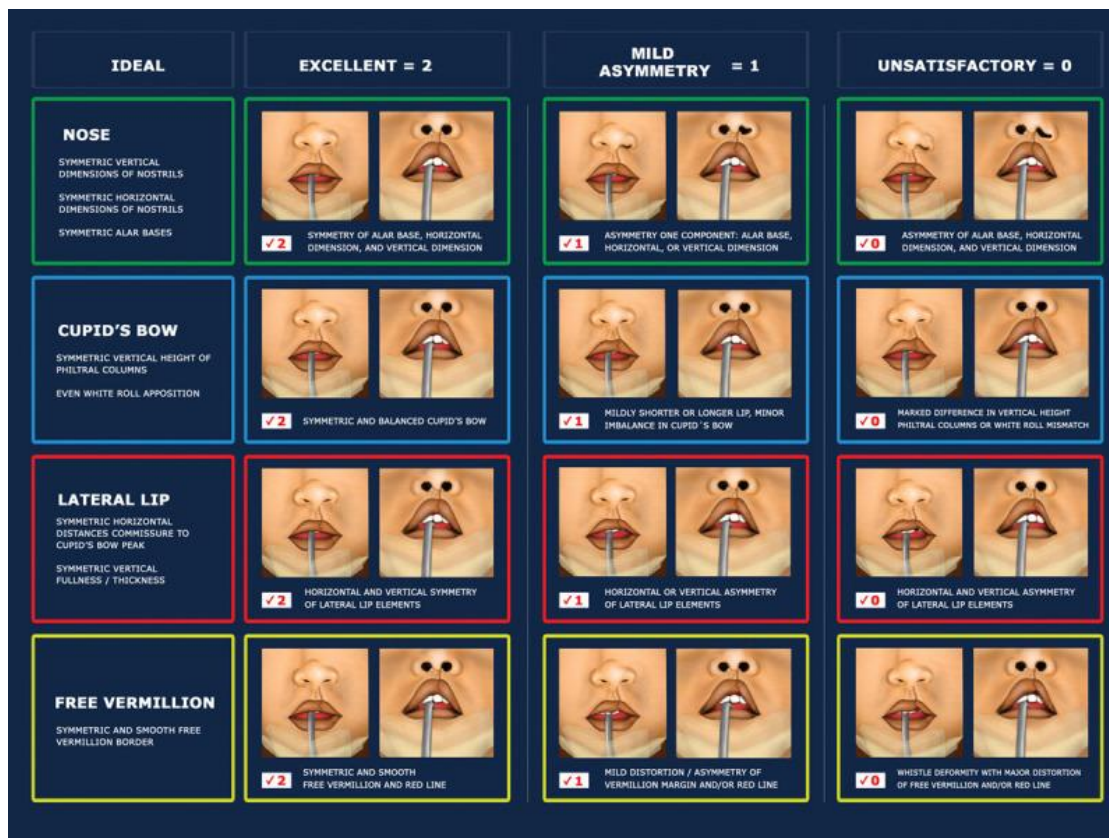 IDEAL
EXCELLENT = 2
MILD
ASYMMETRY = 1
UNSATISFACTORY = 0
NOSE
SYMMETRIC VERTICAL
DIMENSIONS OF NOSTRILS
SYMMETRIC HORIZONTAL
DIMENSIONS OF NOSTRILS
SYMMETRIC ALAR BASES
✓2
SYMMETRY OF ALAR BASE, HORIZONTAL
DIMENSION, AND VERTICAL DIMENSION
✓1
ASYMMETRY ONE COMPONENT: ALAR BASE,
HORIZONTAL, OR VERTICAL DIMENSION
✓0
ASYMMETRY OF ALAR BASE, HORIZONTAL
DIMENSION, AND VERTICAL DIMENSION
CUPID'S BOW
SYMMETRIC VERTICAL HEIGHT OF
PHILTRAL COLUMNS
EVEN WHITE ROLL APPOSITION
✓2
SYMMETRIC AND BALANCED CUPID'S BOW
✓1
MILDLY SHORTER OR LONGER LIP, MINOR
IMBALANCE IN CUPID´S BOW
✓0
MARKED DIFFERENCE IN VERTICAL HEIGHT
PHILTRAL COLUMNS OR WHITE ROLL MISMATCH
LATERAL LIP
SYMMETRIC HORIZONTAL
DISTANCES COMMISSURE TO
CUPID'S BOW PEAK
SYMMETRIC VERTICAL
FULLNESS / THICKNESS
✓2
HORIZONTAL AND VERTICAL SYMMETRY
OF LATERAL LIP ELEMENTS
✓1
HORIZONTAL OR VERTICAL ASYMMETRY
OF LATERAL LIP ELEMENTS
✓0
HORIZONTAL AND VERTICAL ASYMMETRY
OF LATERAL LIP ELEMENTS
FREE VERMILLION
SYMMETRIC AND SMOOTH FREE
VERMILLION BORDER
✓2
SYMMETRIC AND SMOOTH
FREE VERMILLION AND RED LINE
✓1
MILD DISTORTION / ASYMMETRY OF
VERMILLION MARGIN AND/OR RED LINE
✓0
WHISTLE DEFORMITY WITH MAJOR DISTORTION
OF FREE VERMILLION AND/OR RED LINE